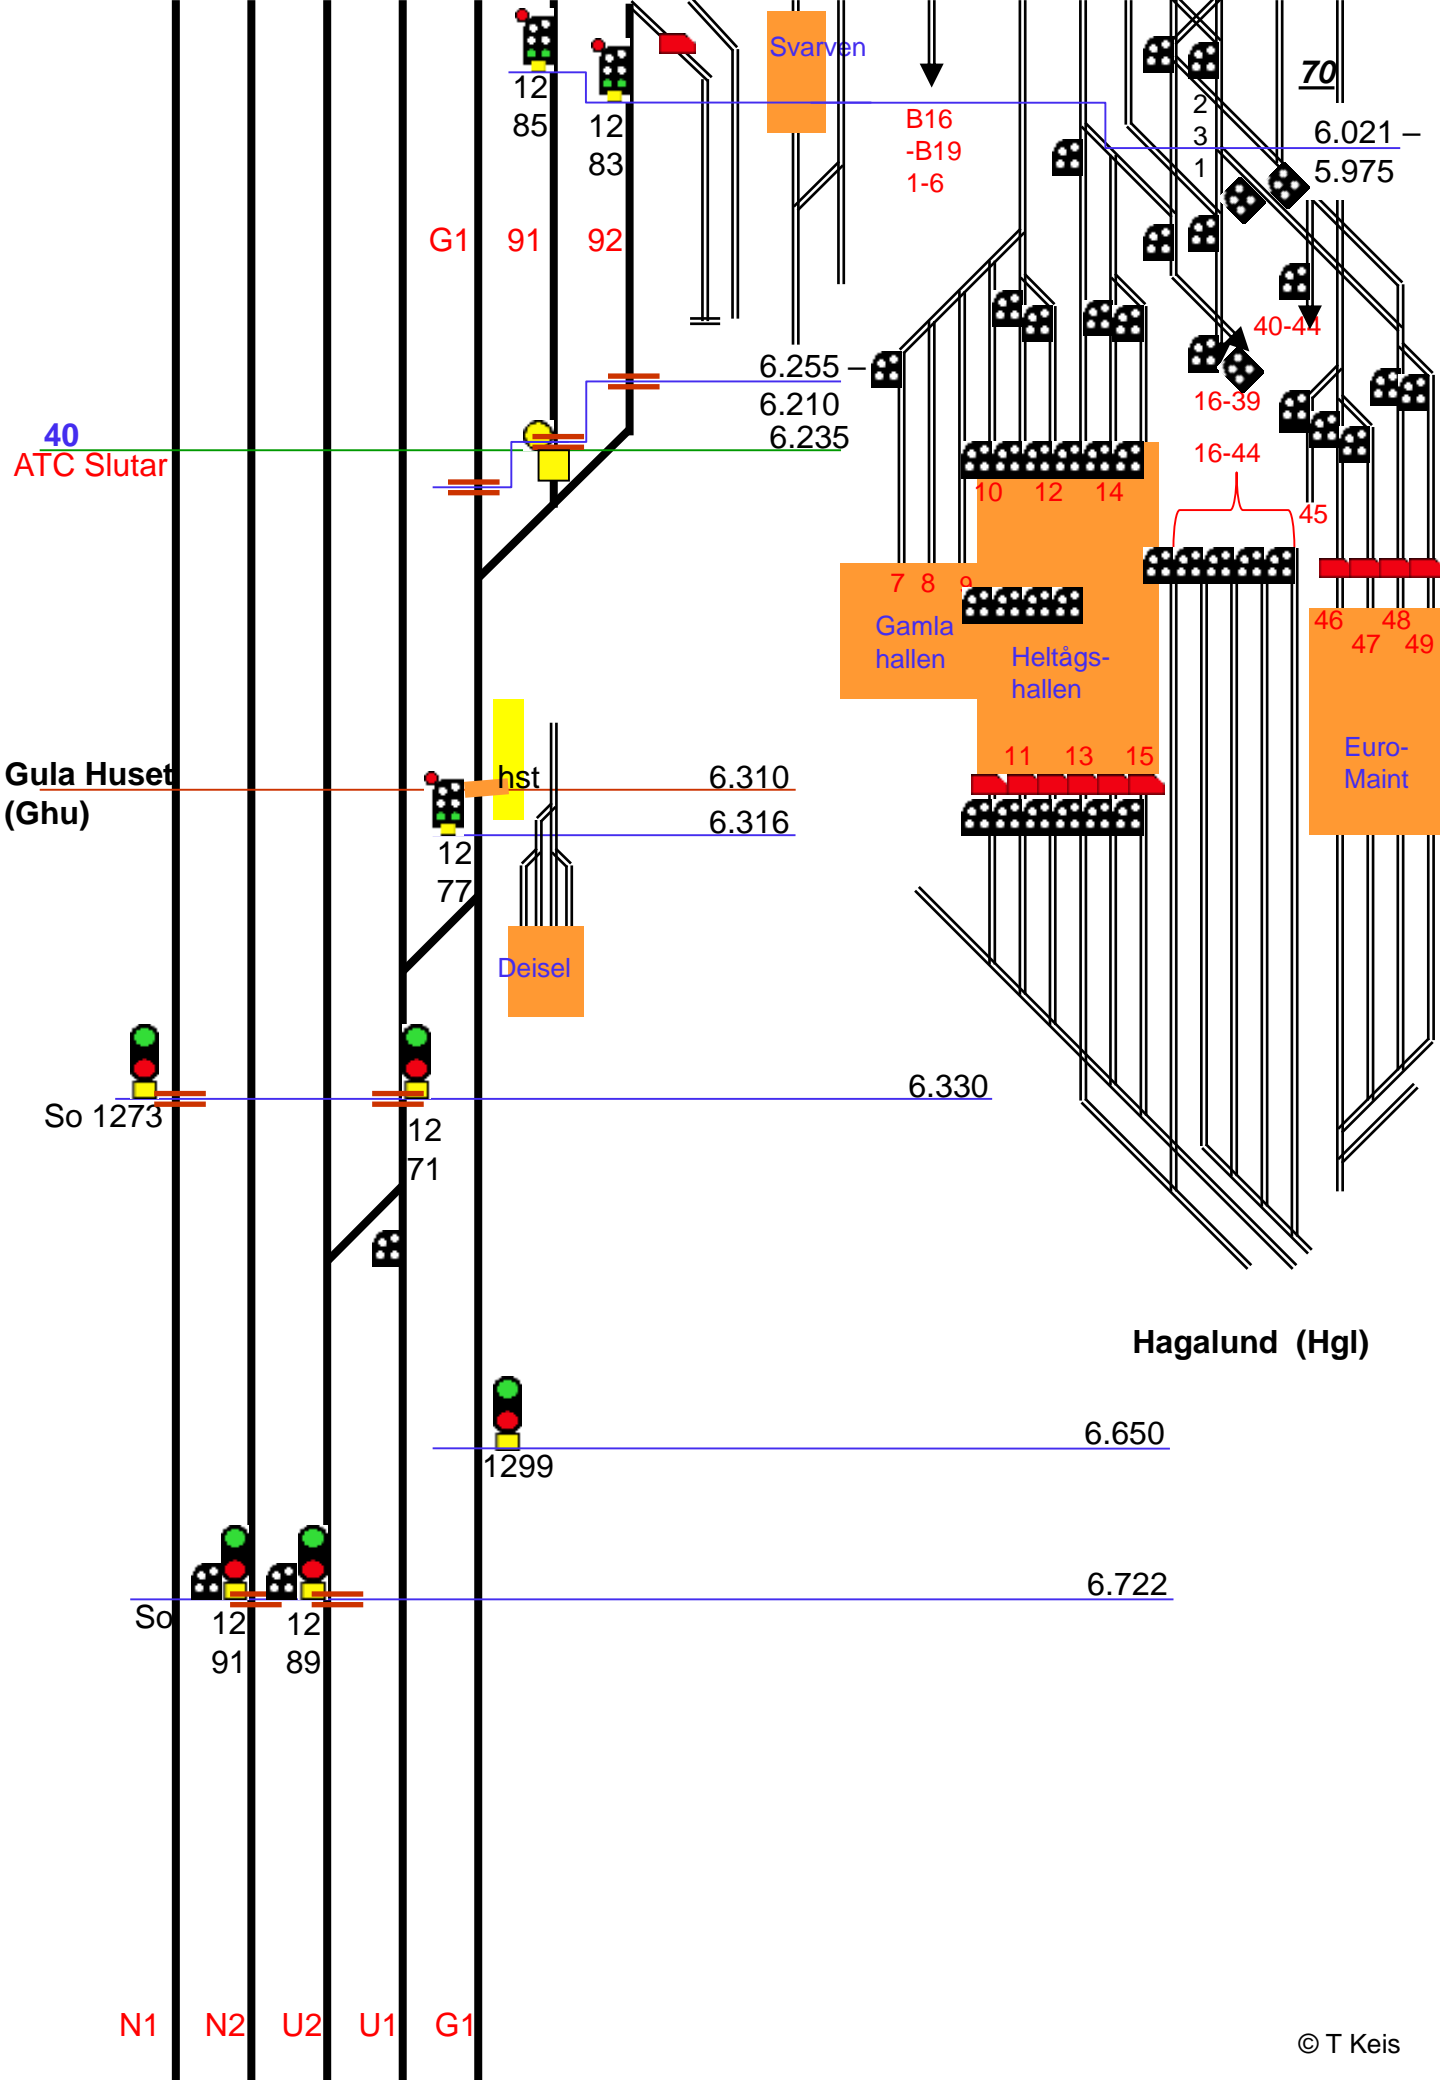 Svarven
70
12
85
12
83
B16
-B19
1-6
2
3
1
6.021 –
5.975
G1
91
92
40-44
6.255 –
6.210
6.235
40
ATC Slutar
16-39
16-44
10
12
14
45
7
8
9
46
48
47
49
Gamla
hallen
Heltågs-
hallen
Euro-
Maint
11
13
15
Gula Huset
(Ghu)
hst
6.310
6.316
12
77
Deisel
6.330
So 1273
12
71
Hagalund (Hgl)
6.650
1299
6.722
So
12
91
12
89
N1
N2
U2
U1
G1
© T Keis